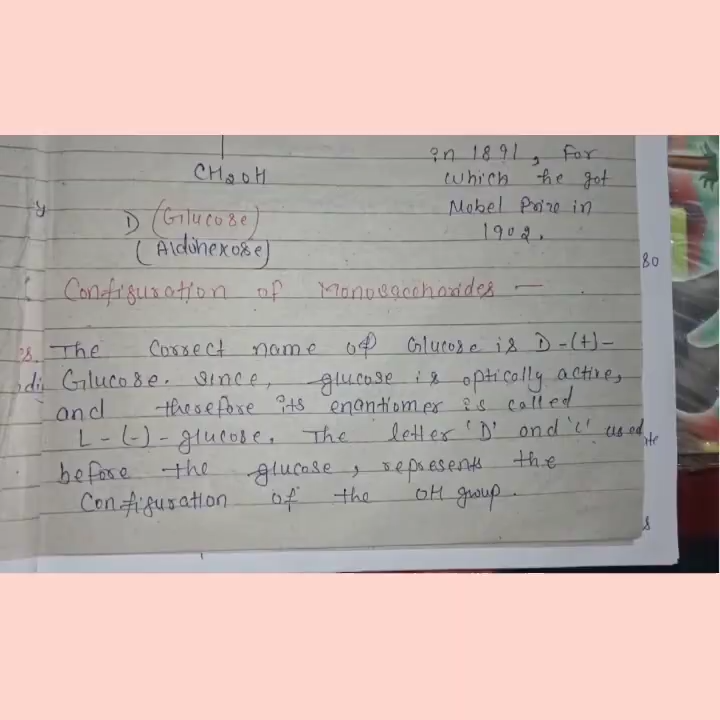 in 1891, For
CH2OH
which he got
y
Nobel Prize in
D (Glucose)
1902.
(Aldohexose)
80
Configuration of Monosaccharides —
s. The correct name of Glucose is D-(+)-
Glucose. Since, glucose is optically active,
and therefore its enantiomer is called
L-(-)-glucose. The letter 'D' and 'L' used
before the glucose, represents the
Configuration of the OH group.
s